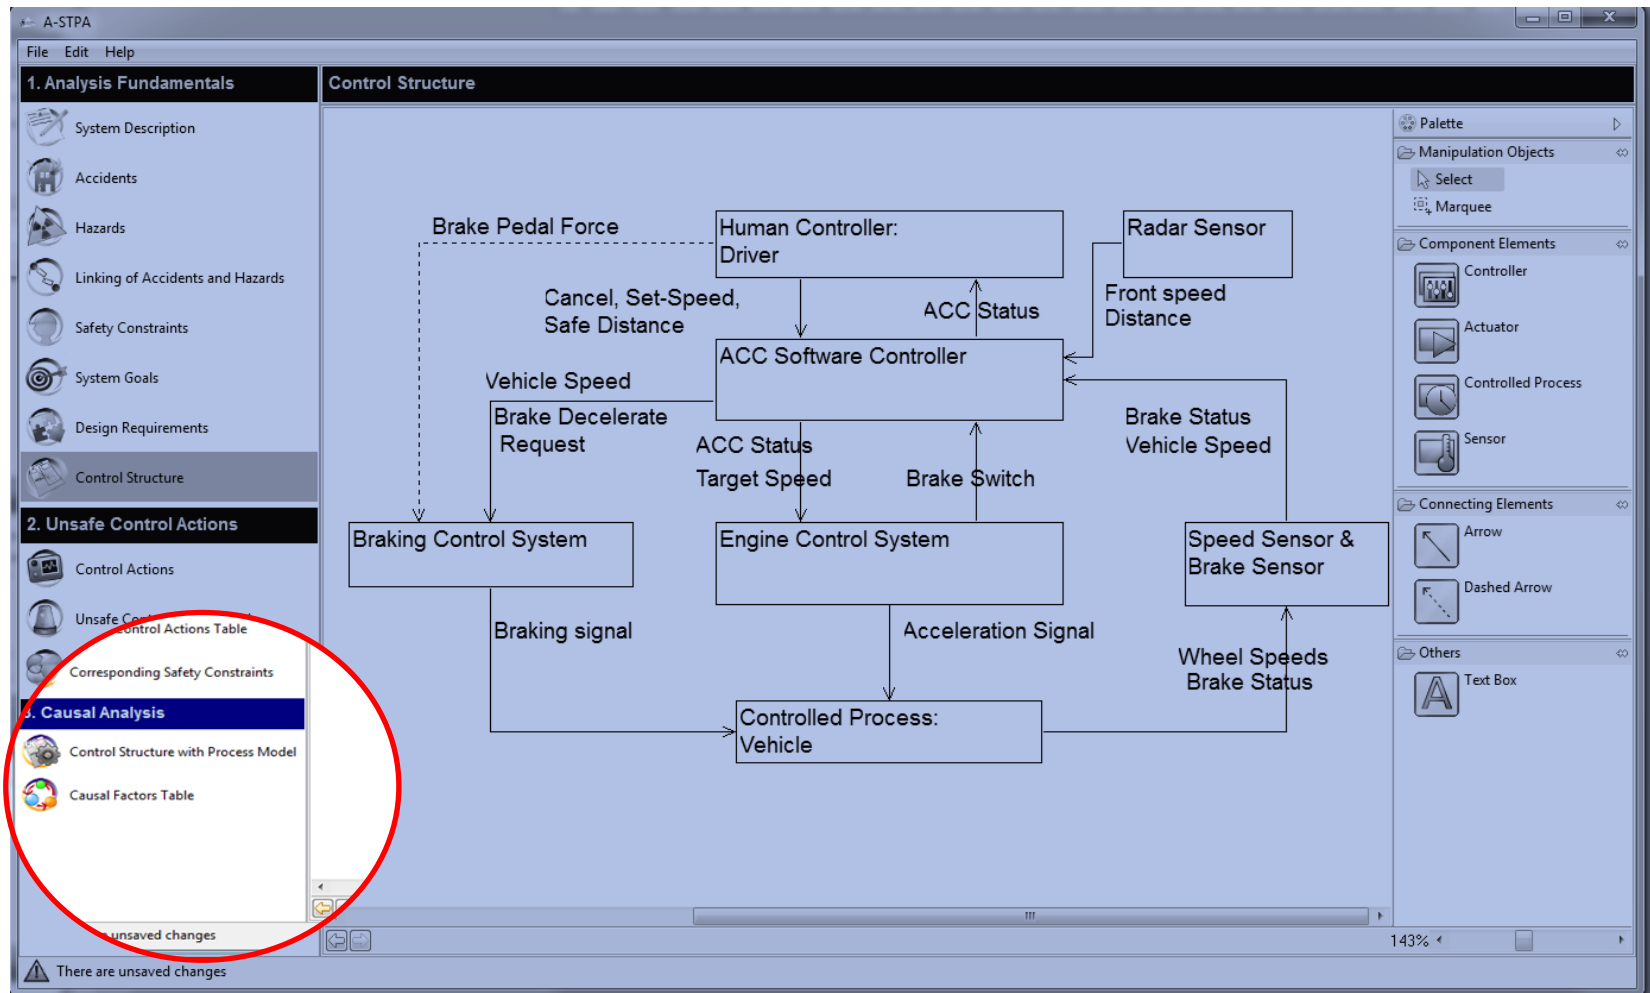 A-STPA
File Edit Help
1. Analysis Fundamentals
System Description
Accidents
Hazards
Linking of Accidents and Hazards
Safety Constraints
System Goals
Design Requirements
Control Structure
2. Unsafe Control Actions
Control Actions
Unsafe
Control Actions Table
Corresponding Safety Constraints
3. Causal Analysis
Control Structure with Process Model
Causal Factors Table
unsaved changes
There are unsaved changes
Control Structure
Brake Pedal Force
Human Controller:
Driver
Radar Sensor
Cancel, Set-Speed,
Safe Distance
ACC Status
Front speed
Distance
ACC Software Controller
Vehicle Speed
Brake Decelerate
Request
ACC Status
Target Speed
Brake Switch
Brake Status
Vehicle Speed
Braking Control System
Engine Control System
Speed Sensor &
Brake Sensor
Braking signal
Acceleration Signal
Wheel Speeds
Brake Status
Controlled Process:
Vehicle
143%
Palette
Manipulation Objects
Select
Marquee
Component Elements
Controller
Actuator
Controlled Process
Sensor
Connecting Elements
Arrow
Dashed Arrow
Others
Text Box